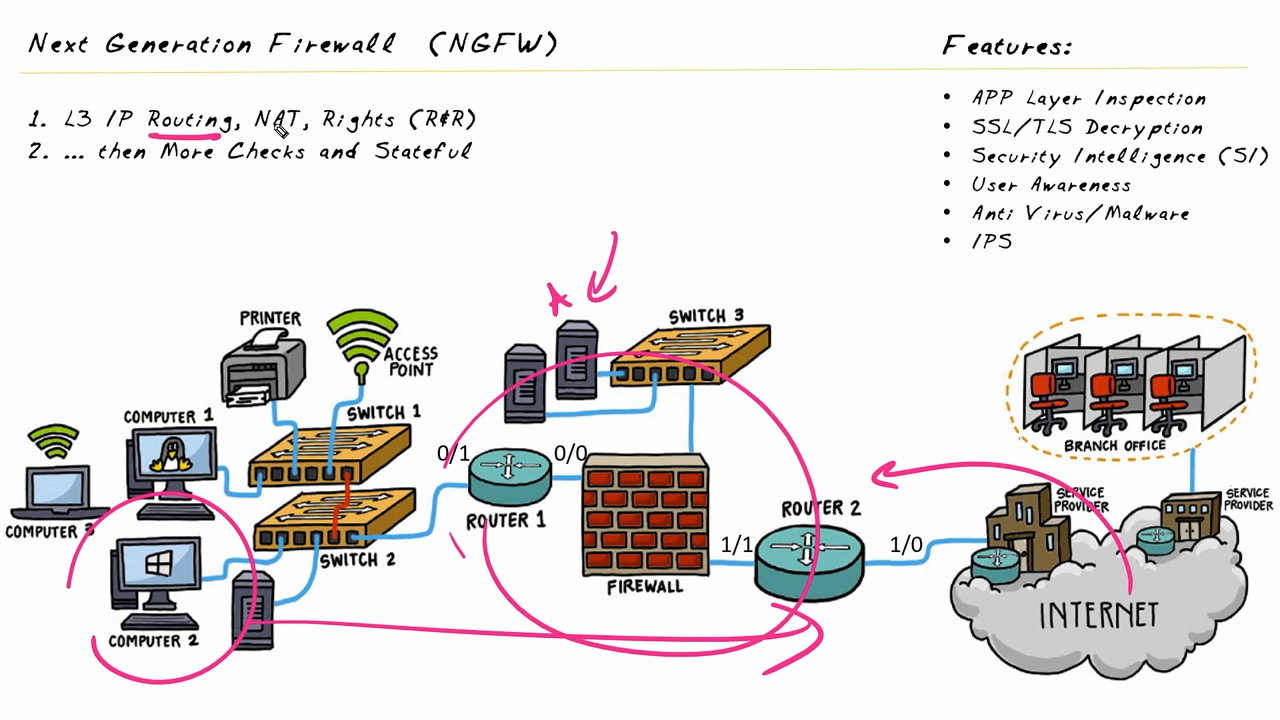 Next Generation Firewall (NGFW)
Features:
1. L3 IP Routing, NAT, Rights (R&R)
2. ... then More Checks and Stateful
• APP Layer Inspection
• SSL/TLS Decryption
• Security Intelligence (SI)
• User Awareness
• Anti Virus/Malware
• IPS
A
PRINTER
ACCESS
POINT
SWITCH 3
COMPUTER 1
SWITCH 1
BRANCH OFFICE
0/1
0/0
COMPUTER 3
ROUTER 1
ROUTER 2
SERVICE
PROVIDER
SERVICE
PROVIDER
SWITCH 2
1/1
1/0
FIREWALL
COMPUTER 2
INTERNET